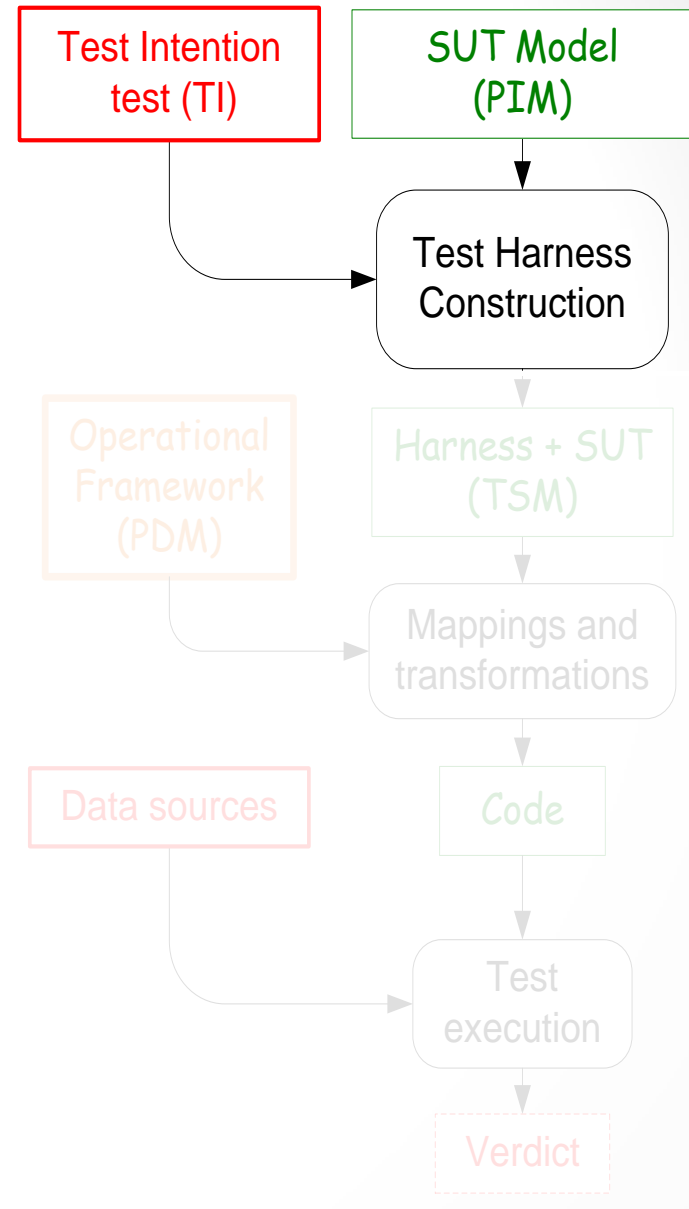 Test Intention
test (TI)
SUT Model
(PIM)
Test Harness
Construction
Operational
Framework
(PDM)
Harness + SUT
(TSM)
Mappings and
transformations
Data sources
Code
Test
execution
Verdict